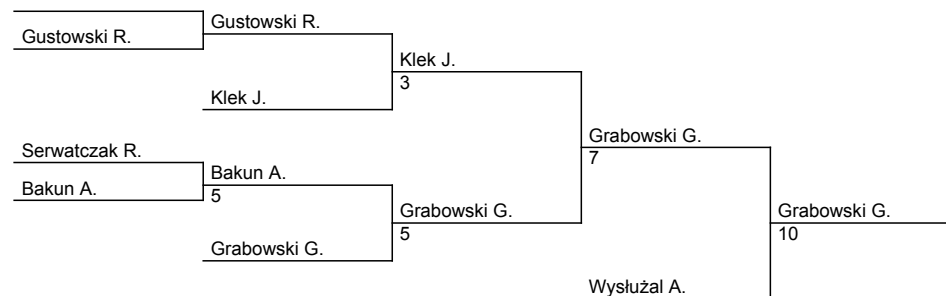 Gustowski R.
Gustowski R.
Klek J.
3
Klek J.
Grabowski G.
7
Serwatczak R.
Bakun A.
Bakun A.
5
Grabowski G.
5
Grabowski G.
10
Grabowski G.
Wysłużal A.